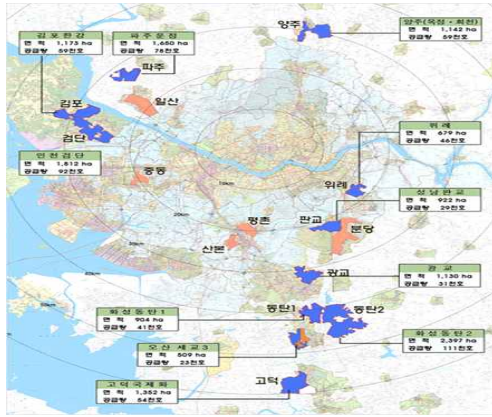 양주
양주(옥정·회천)
면 적 1,142 ha
공급량 59천호
김포한강
면 적 1,173 ha
공급량 59천호
파주운정
면 적 1,650 ha
공급량 78천호
파주
일산
김포
검단
인천검단
면 적 1,812 ha
공급량 92천호
중동
위례
면 적 679 ha
공급량 46천호
위례
성남판교
면 적 922 ha
공급량 29천호
10km
20km
평촌
산본
판교
분당
30km
40km
광교
광 교
면 적 1,130 ha
공급량 31천호
50km
화성동탄1
면 적 904 ha
공급량 41천호
동탄1
동탄2
화성동탄2
면 적 2,397 ha
공급량 111천호
오산세교3
면 적 509 ha
공급량 23천호
고덕국제화
면 적 1,352 ha
공급량 54천호
고덕